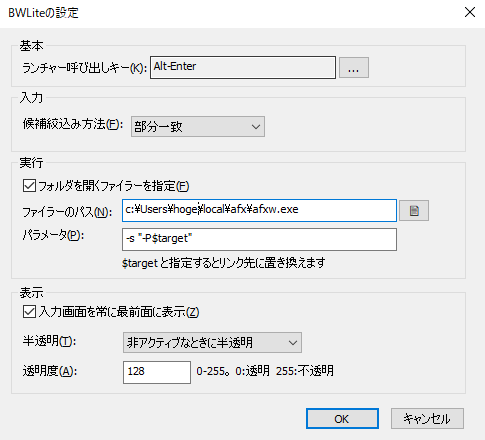 BWLiteの設定
基本
ランチャー呼び出しキー(K): Alt-Enter ...
入力
候補絞込み方法(F): 部分一致
実行
フォルダを開くファイラーを指定(F)
ファイラーのパス(N): c:¥Users¥hoge¥local¥afx¥afxw.exe
パラメータ(P): -s "-P$target"
$targetと指定するとリンク先に置き換えます
表示
入力画面を常に最前面に表示(Z)
半透明(T): 非アクティブなときに半透明
透明度(A): 128 0-255。 0:透明 255:不透明
OK キャンセル